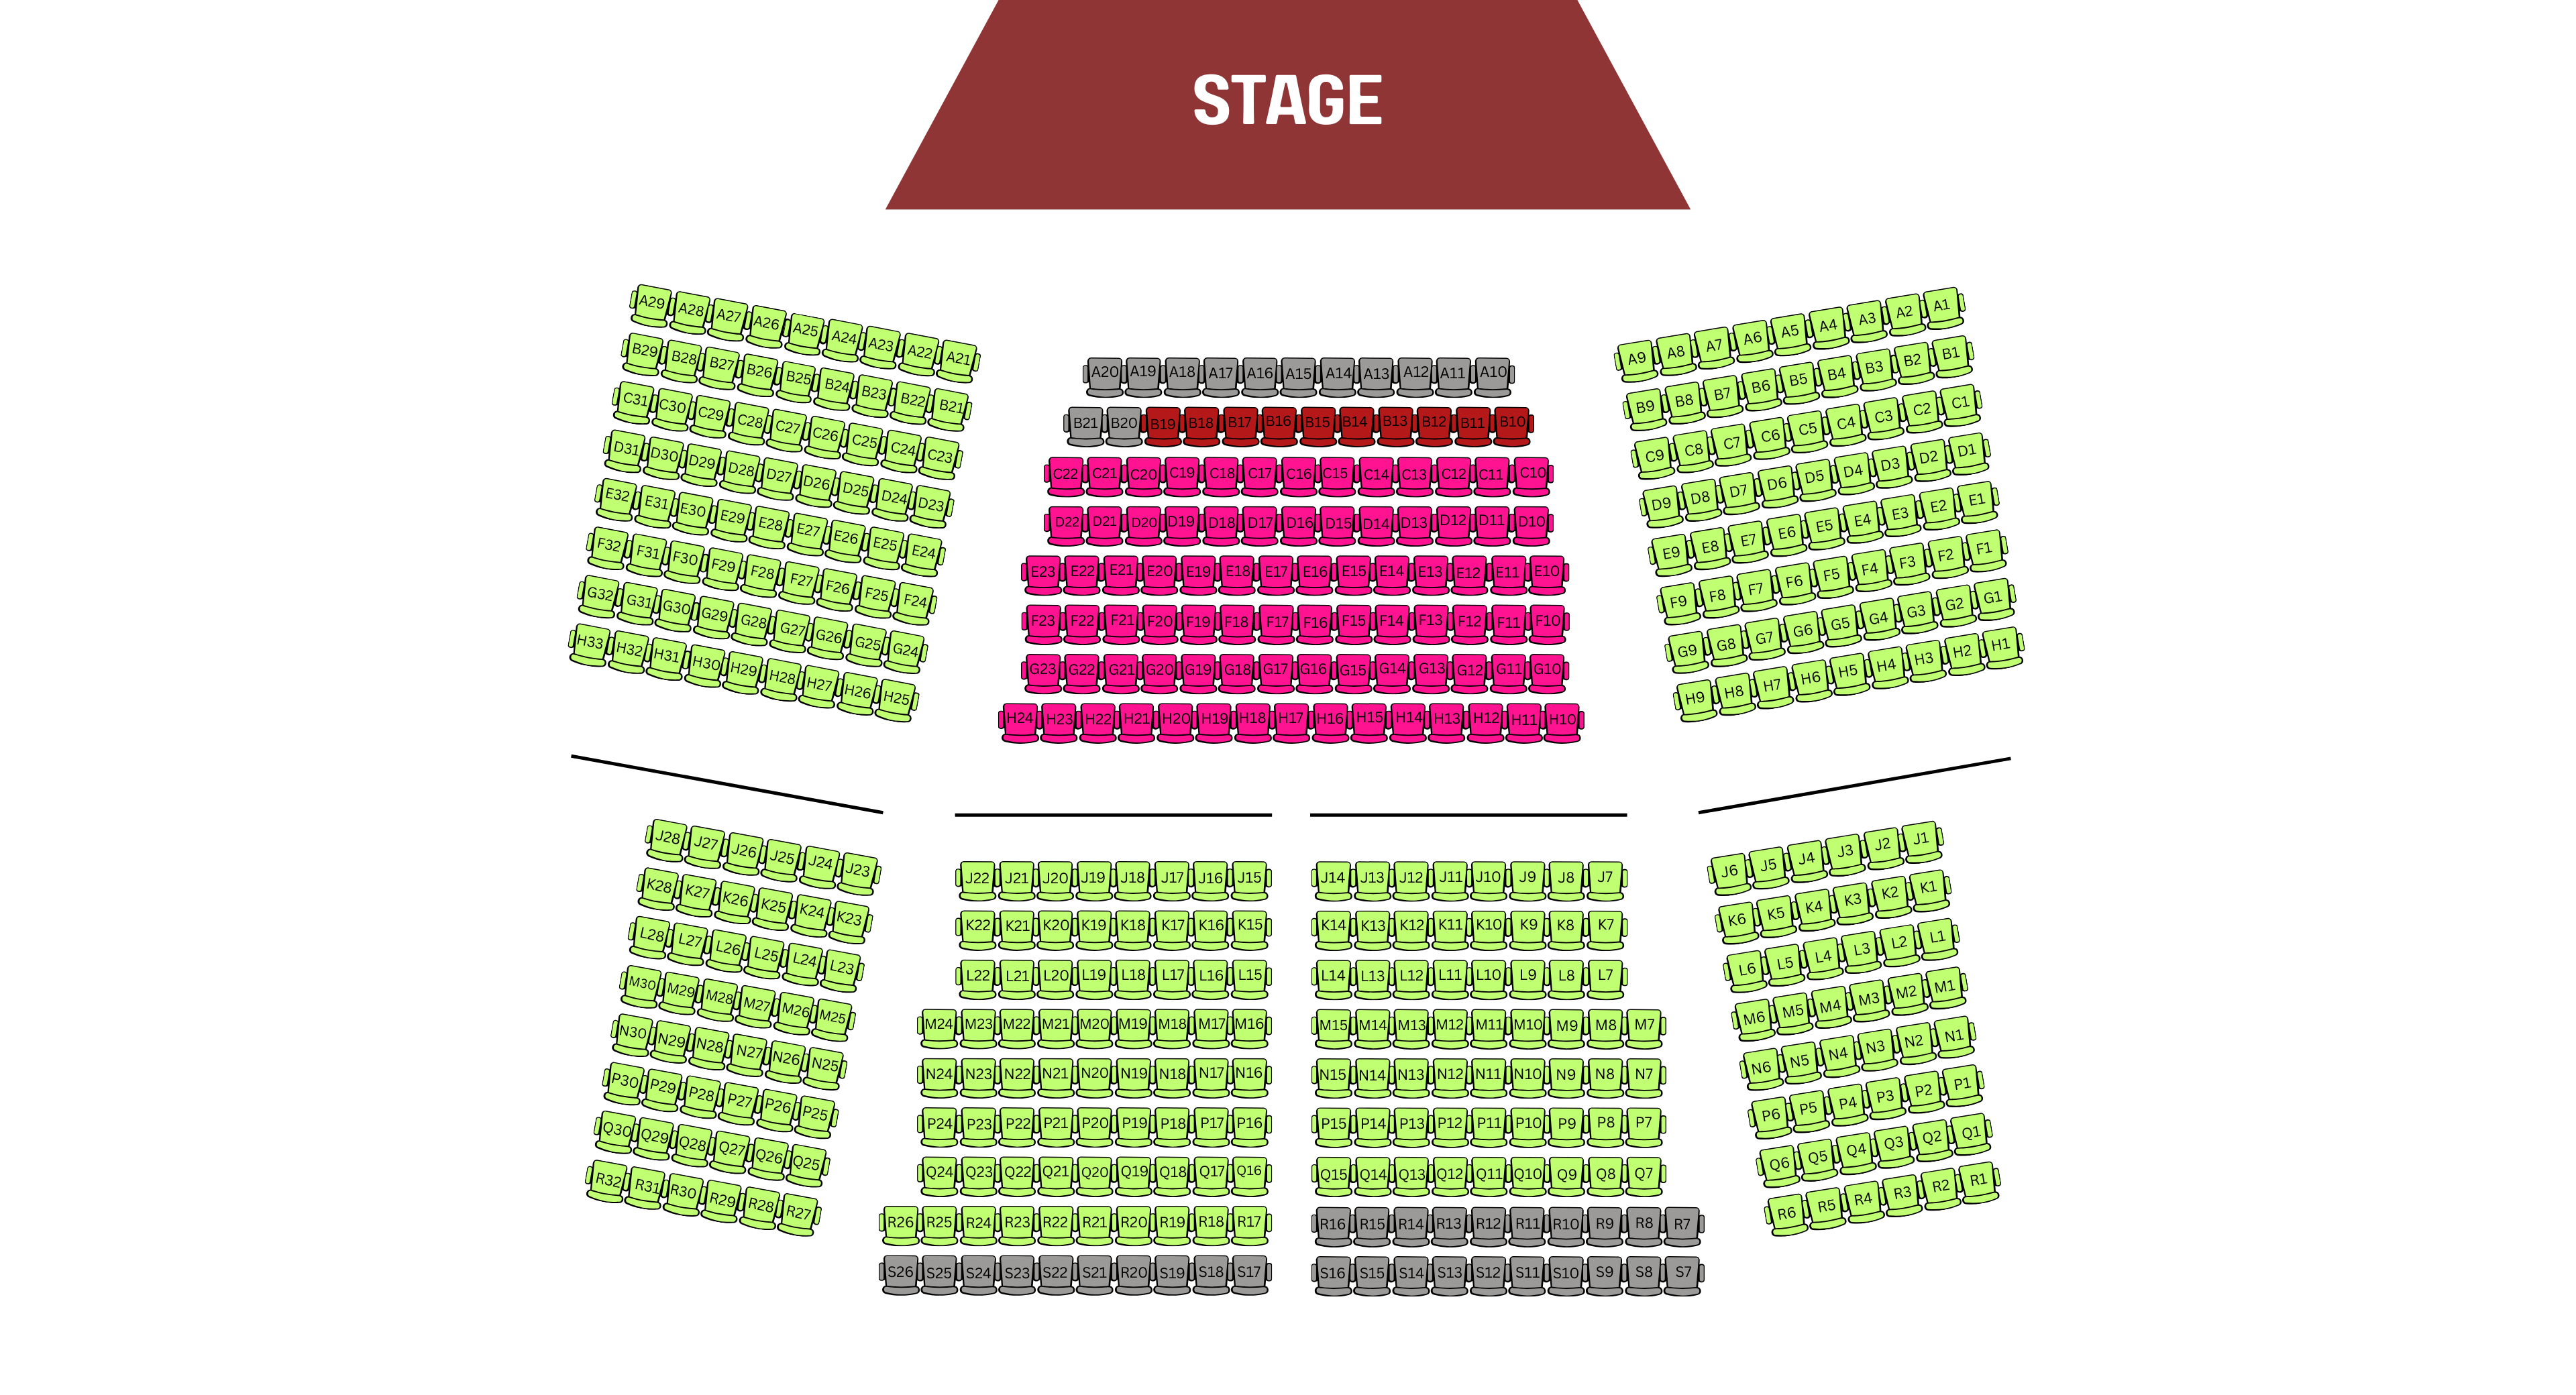 STAGE
A29 A28 A27 A26 A25 A24 A23 A22 A21
B29 B28 B27 B26 B25 B24 B23 B22 B21
C31 C30 C29 C28 C27 C26 C25 C24 C23
D31 D30 D29 D28 D27 D26 D25 D24 D23
E32 E31 E30 E29 E28 E27 E26 E25 E24
F32 F31 F30 F29 F28 F27 F26 F25 F24
G32 G31 G30 G29 G28 G27 G26 G25 G24
H33 H32 H31 H30 H29 H28 H27 H26 H25
A20 A19 A18 A17 A16 A15 A14 A13 A12 A11 A10
B21 B20 B19 B18 B17 B16 B15 B14 B13 B12 B11 B10
C22 C21 C20 C19 C18 C17 C16 C15 C14 C13 C12 C11 C10
D22 D21 D20 D19 D18 D17 D16 D15 D14 D13 D12 D11 D10
E23 E22 E21 E20 E19 E18 E17 E16 E15 E14 E13 E12 E11 E10
F23 F22 F21 F20 F19 F18 F17 F16 F15 F14 F13 F12 F11 F10
G23 G22 G21 G20 G19 G18 G17 G16 G15 G14 G13 G12 G11 G10
H24 H23 H22 H21 H20 H19 H18 H17 H16 H15 H14 H13 H12 H11 H10
A9 A8 A7 A6 A5 A4 A3 A2 A1
B9 B8 B7 B6 B5 B4 B3 B2 B1
C9 C8 C7 C6 C5 C4 C3 C2 C1
D9 D8 D7 D6 D5 D4 D3 D2 D1
E9 E8 E7 E6 E5 E4 E3 E2 E1
F9 F8 F7 F6 F5 F4 F3 F2 F1
G9 G8 G7 G6 G5 G4 G3 G2 G1
H9 H8 H7 H6 H5 H4 H3 H2 H1
J28 J27 J26 J25 J24 J23
K28 K27 K26 K25 K24 K23
L28 L27 L26 L25 L24 L23
M30 M29 M28 M27 M26 M25
N30 N29 N28 N27 N26 N25
P30 P29 P28 P27 P26 P25
Q30 Q29 Q28 Q27 Q26 Q25
R32 R31 R30 R29 R28 R27
J22 J21 J20 J19 J18 J17 J16 J15
K22 K21 K20 K19 K18 K17 K16 K15
L22 L21 L20 L19 L18 L17 L16 L15
M24 M23 M22 M21 M20 M19 M18 M17 M16
N24 N23 N22 N21 N20 N19 N18 N17 N16
P24 P23 P22 P21 P20 P19 P18 P17 P16
Q24 Q23 Q22 Q21 Q20 Q19 Q18 Q17 Q16
R26 R25 R24 R23 R22 R21 R20 R19 R18 R17
S26 S25 S24 S23 S22 S21 R20 S19 S18 S17
J14 J13 J12 J11 J10 J9 J8 J7
K14 K13 K12 K11 K10 K9 K8 K7
L14 L13 L12 L11 L10 L9 L8 L7
M15 M14 M13 M12 M11 M10 M9 M8 M7
N15 N14 N13 N12 N11 N10 N9 N8 N7
P15 P14 P13 P12 P11 P10 P9 P8 P7
Q15 Q14 Q13 Q12 Q11 Q10 Q9 Q8 Q7
R16 R15 R14 R13 R12 R11 R10 R9 R8 R7
S16 S15 S14 S13 S12 S11 S10 S9 S8 S7
J6 J5 J4 J3 J2 J1
K6 K5 K4 K3 K2 K1
L6 L5 L4 L3 L2 L1
M6 M5 M4 M3 M2 M1
N6 N5 N4 N3 N2 N1
P6 P5 P4 P3 P2 P1
Q6 Q5 Q4 Q3 Q2 Q1
R6 R5 R4 R3 R2 R1